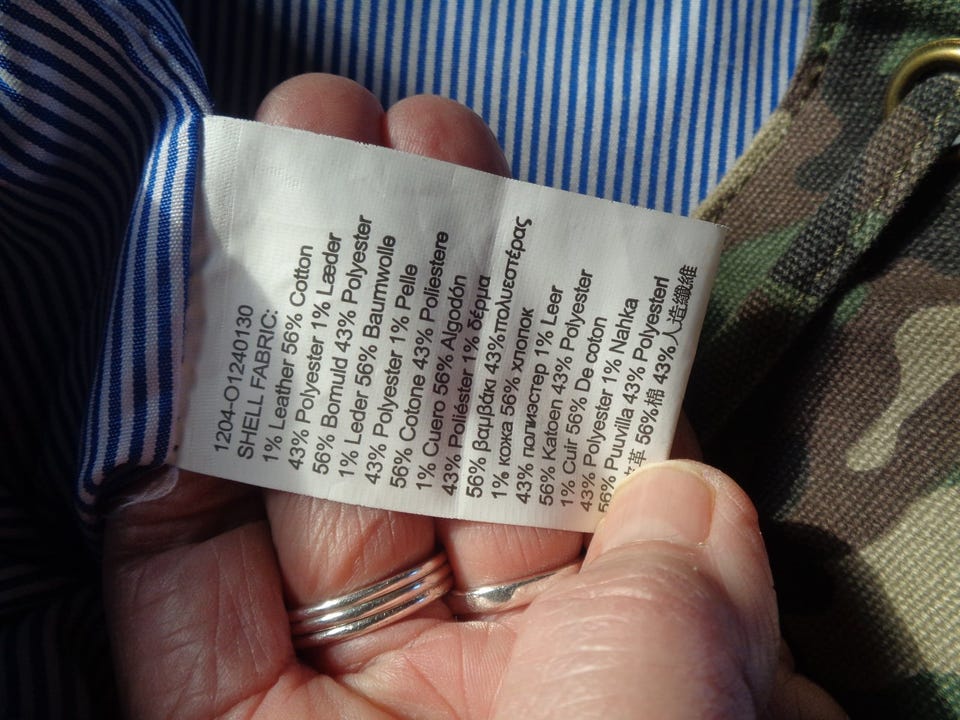 1204-O1240130
SHELL FABRIC:
1% Leather 56% Cotton
43% Polyester 1% Læder
56% Bomuld 43% Polyester
1% Leder 56% Baumwolle
43% Polyester 1% Pelle
56% Cotone 43% Poliestere
1% Cuero 56% Algodón
43% Poliéster 1% δέρμα
56% βαμβάκι 43%πολυεστέρας
1% кожа 56% хлопок
43% полиэстер 1% Leer
56% Katoen 43% Polyester
1% Cuir 56% De coton
43% Polyester 1% Nahka
56% Puuvilla 43% Polyesteri
革 56%棉 43%人造纖維